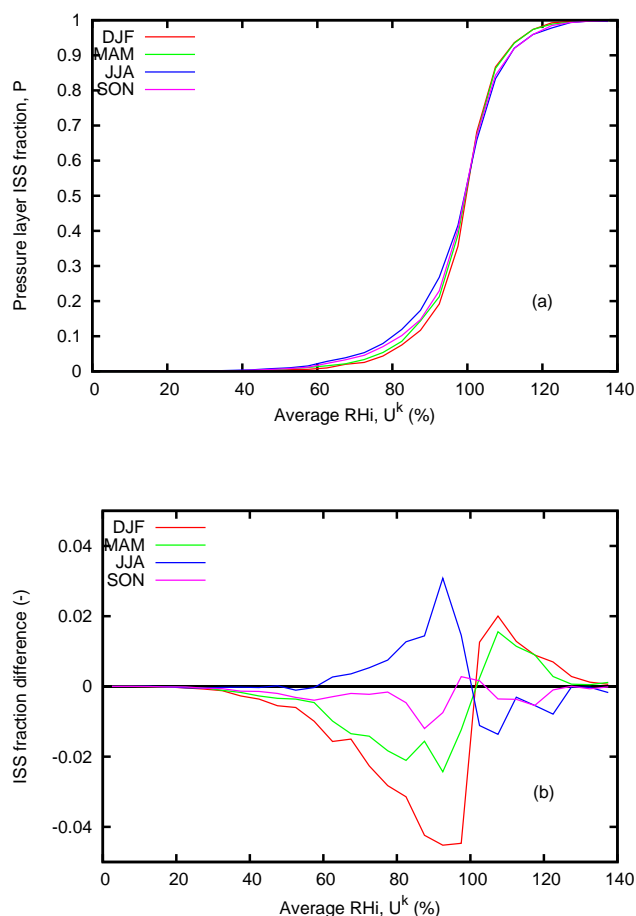 1
0.9
0.8
0.7
0.6
0.5
0.4
0.3
0.2
0.1
0
Pressure layer ISS fraction, P
DJF
MAM
JJA
SON
(a)
0 20 40 60 80 100 120 140
Average RHi, U^k (%)
0.04
0.02
0
-0.02
-0.04
ISS fraction difference (-)
DJF
MAM
JJA
SON
(b)
0 20 40 60 80 100 120 140
Average RHi, U^k (%)